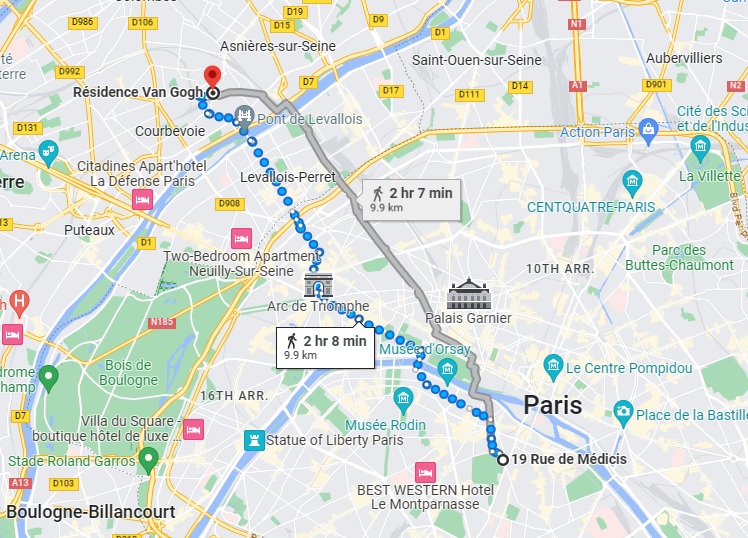 Colombes
D986
D106
D19
D15
D9
N1
Asnières-sur-Seine
D1
Saint-Ouen-sur-Seine
Aubervilliers
D992
D7
D17
D111
D14
A1
D901
Résidence Van Gogh
Cité des Sci
et de l'Indus
D131
Courbevoie
Pont de Levallois
Action Paris
Arena
Citadines Apart'hotel
La Défense Paris
Levallois-Perret
La Villette
2 hr 7 min
9.9 km
CENTQUATRE-PARIS
D908
Puteaux
D1
Two-Bedroom Apartment
Neuilly-Sur-Seine
10TH ARR.
Parc des
Buttes-Chaumont
Arc de Triomphe
Palais Garnier
N185
2 hr 8 min
9.9 km
Musée d'Orsay
Bois de
Boulogne
Le Centre Pompidou
16TH ARR.
Paris
D7
Villa du Square -
boutique hôtel de luxe ...
Musée Rodin
Place de la Bastille
Statue of Liberty Paris
Stade Roland Garros
19 Rue de Médicis
A13
D103
BEST WESTERN Hotel
Le Montparnasse
Boulogne-Billancourt